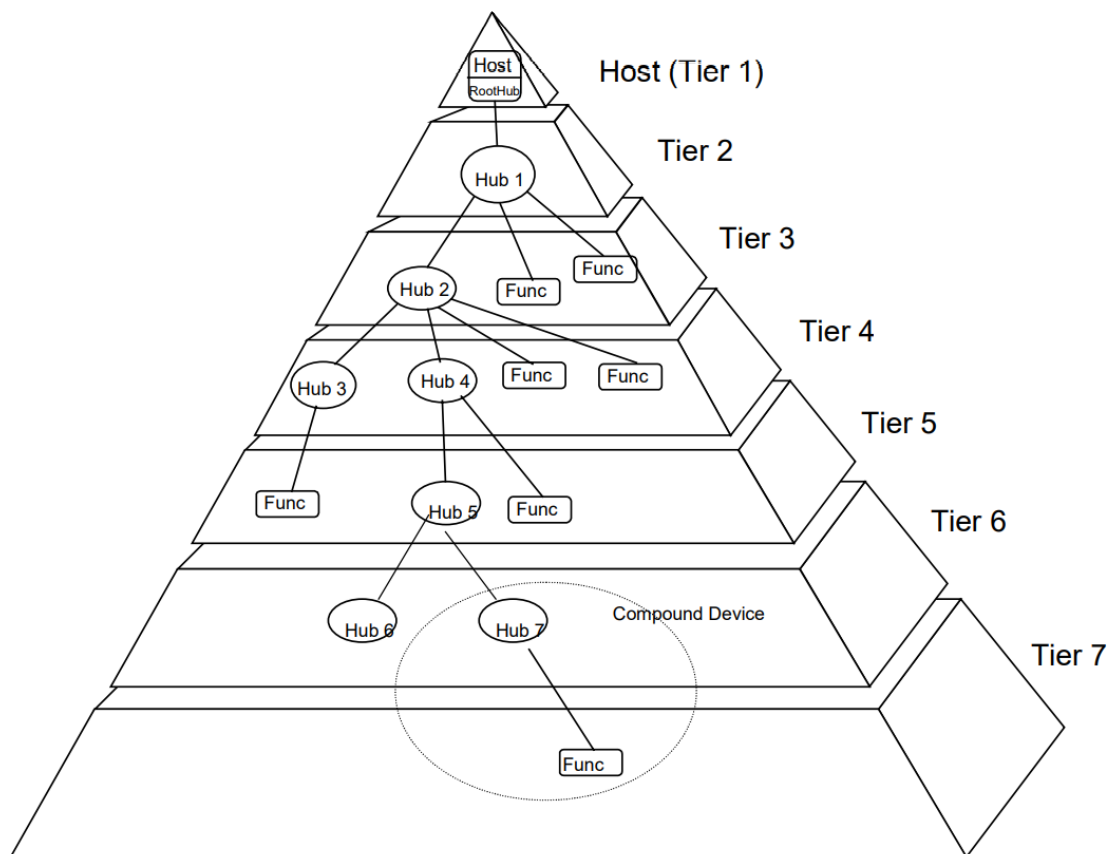 Host
RootHub
Host (Tier 1)
Tier 2
Hub 1
Tier 3
Func
Func
Hub 2
Tier 4
Func
Func
Hub 3
Hub 4
Tier 5
Func
Hub 5
Func
Tier 6
Compound Device
Hub 6
Hub 7
Tier 7
Func